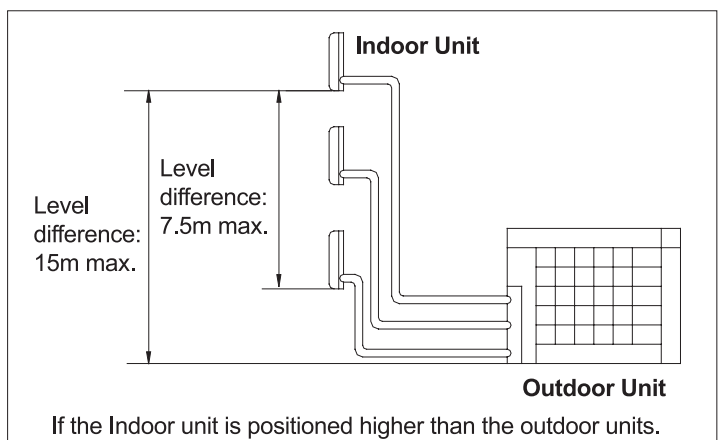 Indoor Unit
Level
difference:
7.5m max.
Level
difference:
15m max.
Outdoor Unit
If the Indoor unit is positioned higher than the outdoor units.